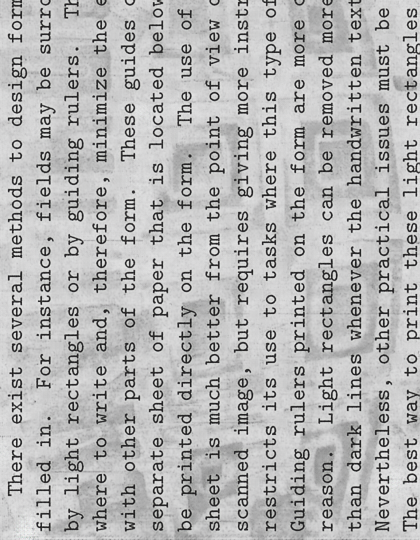 There exist several methods to design form
filled in. For instance, fields may be surro
by light rectangles or by guiding rulers. Th
where to write and, therefore, minimize the e
with other parts of the form. These guides o
separate sheet of paper that is located below
be printed directly on the form. The use of
sheet is much better from the point of view o
scanned image, but requires giving more instr
restricts its use to tasks where this type of
Guiding rulers printed on the form are more c
reason. Light rectangles can be removed more
than dark lines whenever the handwritten text
Nevertheless, other practical issues must be
The best way to print these light rectangles